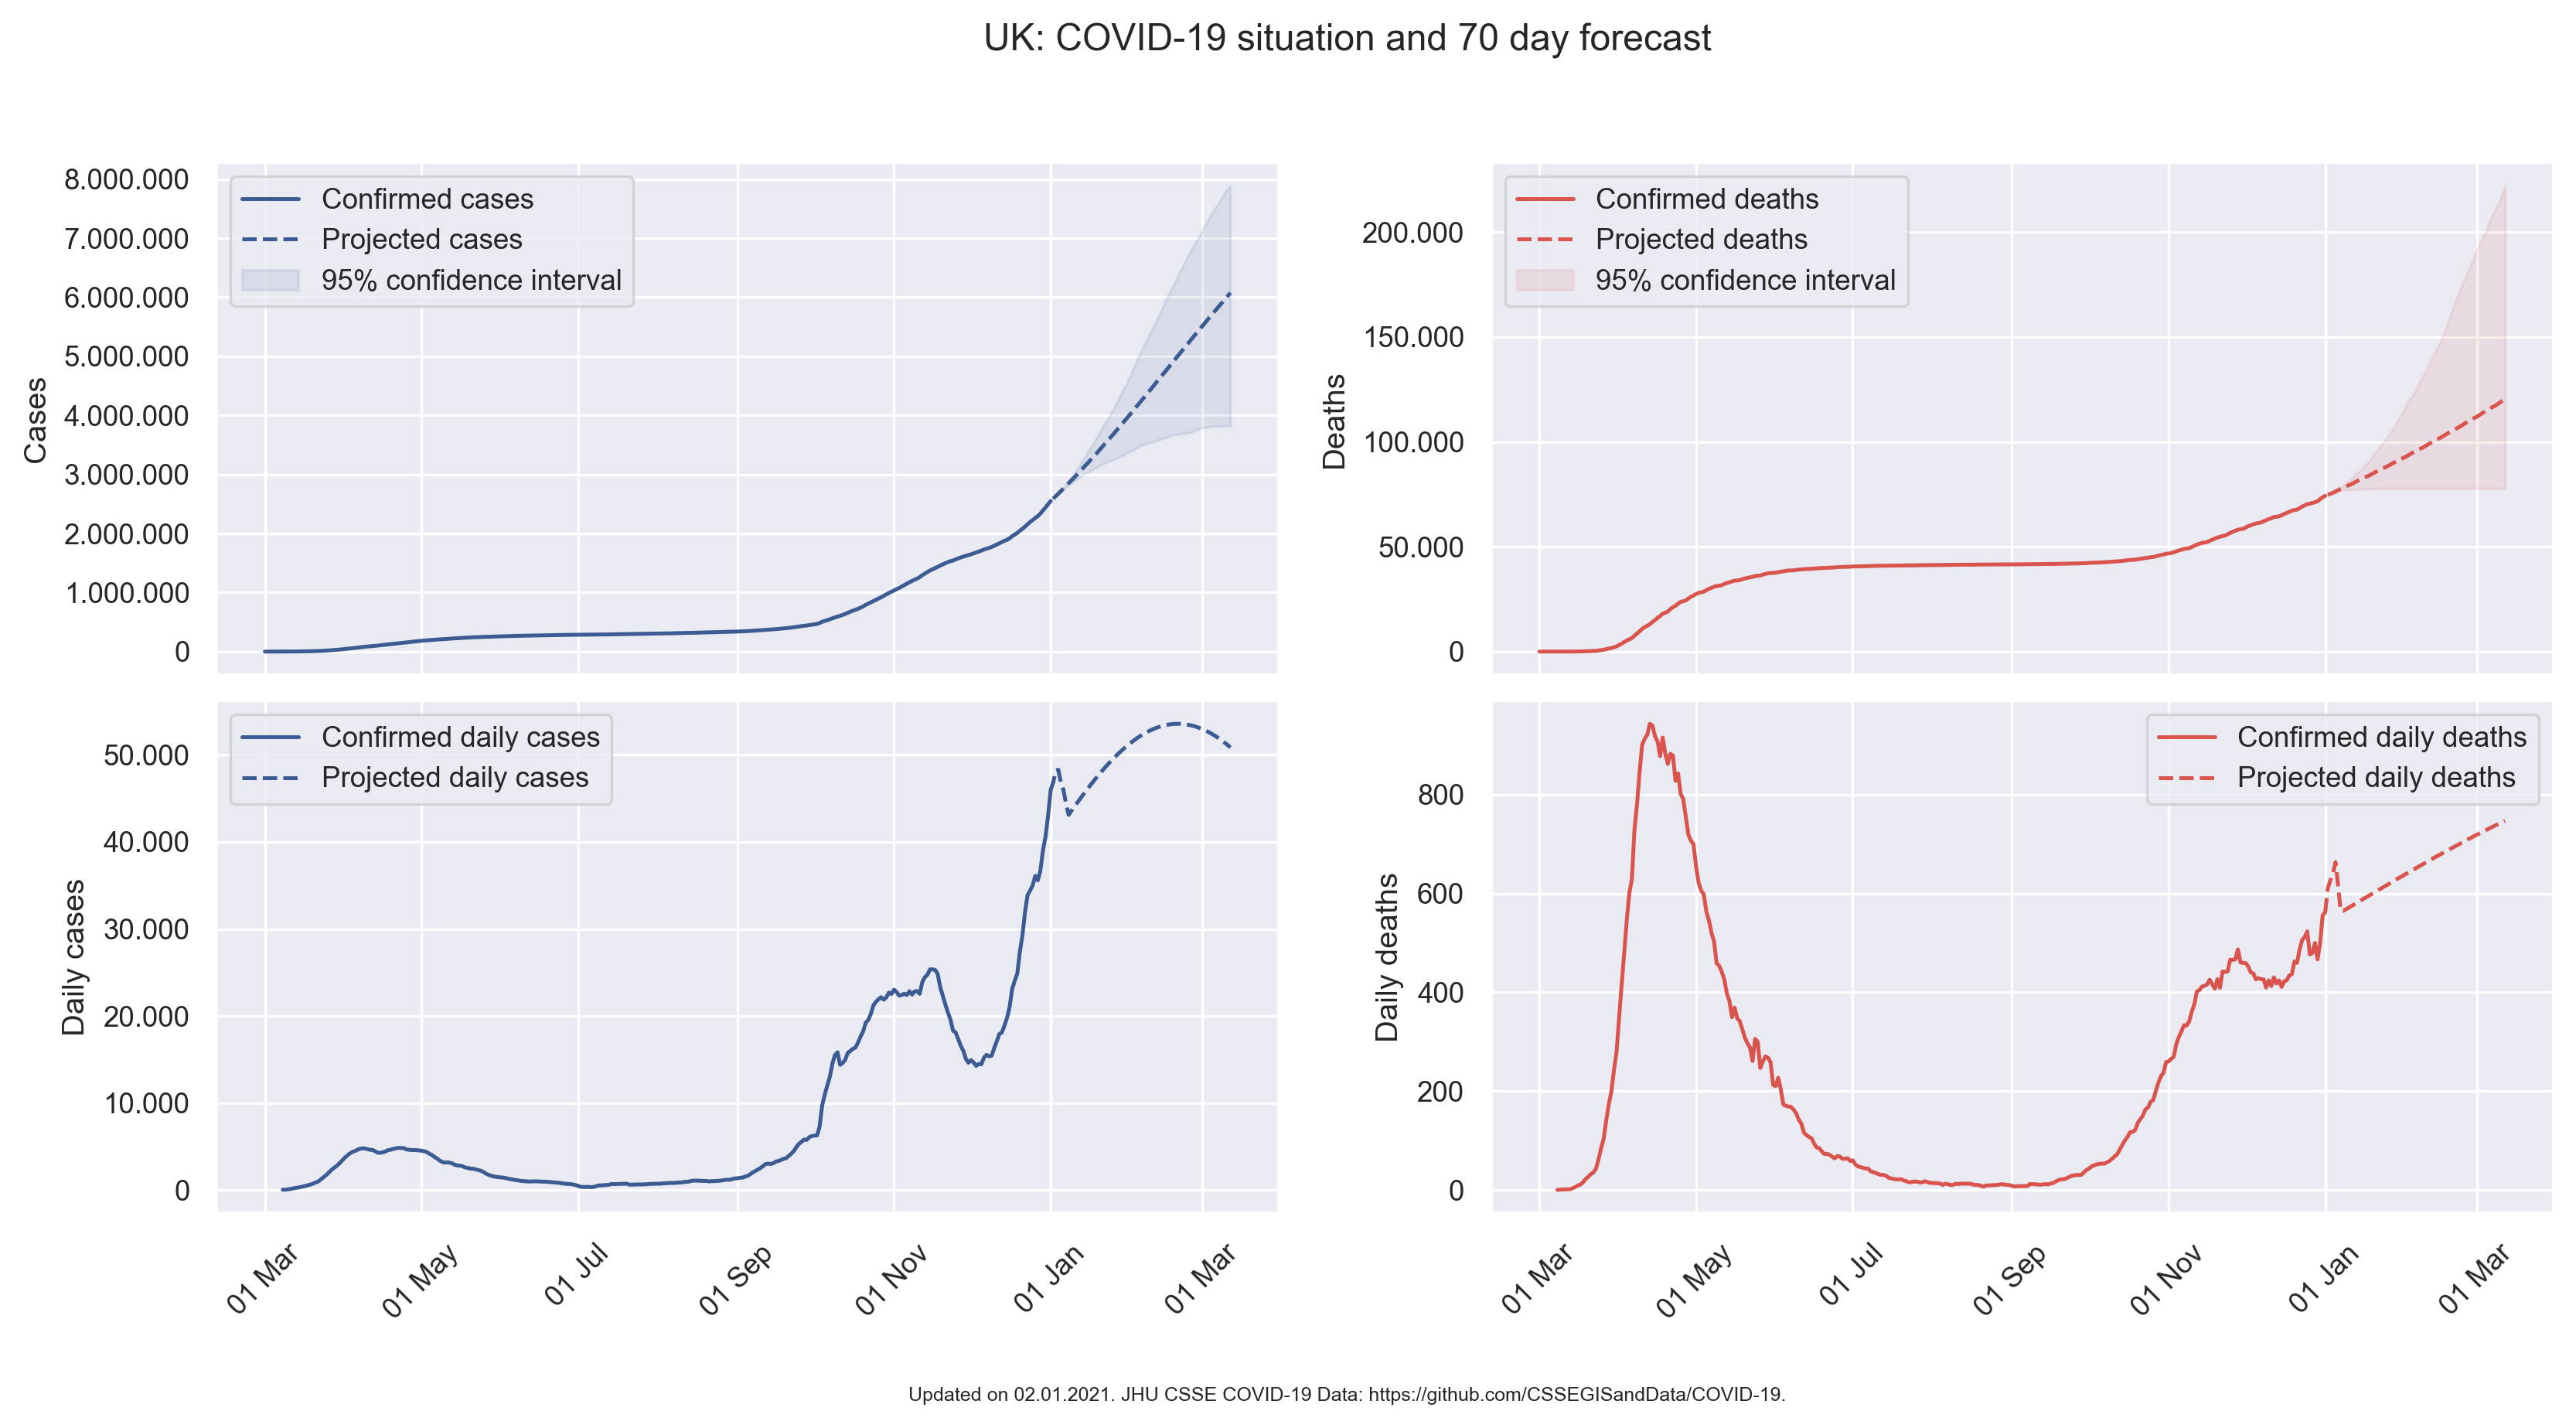 UK: COVID-19 situation and 70 day forecast
8.000.000
7.000.000
6.000.000
5.000.000
4.000.000
3.000.000
2.000.000
1.000.000
0
Cases
Confirmed cases
Projected cases
95% confidence interval
200.000
150.000
100.000
50.000
0
Deaths
Confirmed deaths
Projected deaths
95% confidence interval
50.000
40.000
30.000
20.000
10.000
0
Daily cases
Confirmed daily cases
Projected daily cases
01 Mar
01 May
01 Jul
01 Sep
01 Nov
01 Jan
01 Mar
800
600
400
200
0
Daily deaths
Confirmed daily deaths
Projected daily deaths
01 Mar
01 May
01 Jul
01 Sep
01 Nov
01 Jan
01 Mar
Updated on 02.01.2021. JHU CSSE COVID-19 Data: https://github.com/CSSEGISandData/COVID-19.